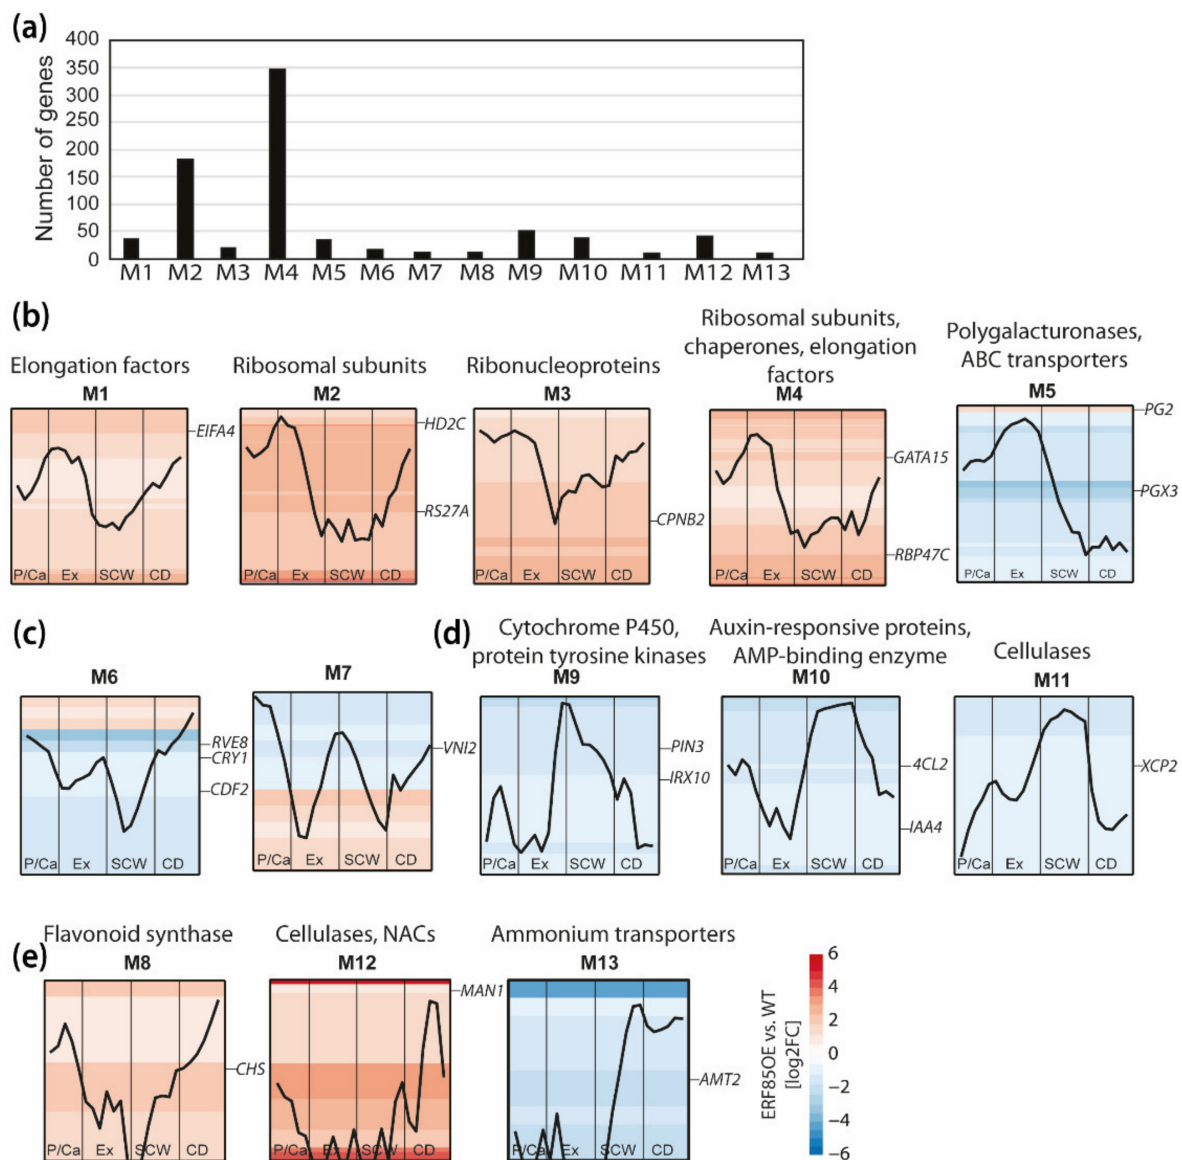 (a)
400
350
300
250
200
150
100
50
0
Number of genes
M1 M2 M3 M4 M5 M6 M7 M8 M9 M10 M11 M12 M13
(b)
Elongation factors
M1
EIFA4
P/Ca Ex SCW CD
Ribosomal subunits
M2
HD2C
RS27A
P/Ca Ex SCW CD
Ribonucleoproteins
M3
CPNB2
P/Ca Ex SCW CD
Ribosomal subunits,
chaperones, elongation
factors
M4
GATA15
RBP47C
P/Ca Ex SCW CD
Polygalacturonases,
ABC transporters
M5
PG2
PGX3
P/Ca Ex SCW CD
(c)
M6
RVE8
CRY1
CDF2
P/Ca Ex SCW CD
M7
VNI2
P/Ca Ex SCW CD
(d)
Cytochrome P450,
protein tyrosine kinases
M9
PIN3
IRX10
P/Ca Ex SCW CD
Auxin-responsive proteins,
AMP-binding enzyme
M10
4CL2
IAA4
P/Ca Ex SCW CD
Cellulases
M11
XCP2
P/Ca Ex SCW CD
(e)
Flavonoid synthase
M8
CHS
P/Ca Ex SCW CD
Cellulases, NACs
M12
MAN1
P/Ca Ex SCW CD
Ammonium transporters
M13
AMT2
P/Ca Ex SCW CD
ERF85OE vs. WT
[log2FC]
6
4
2
0
−2
−4
−6